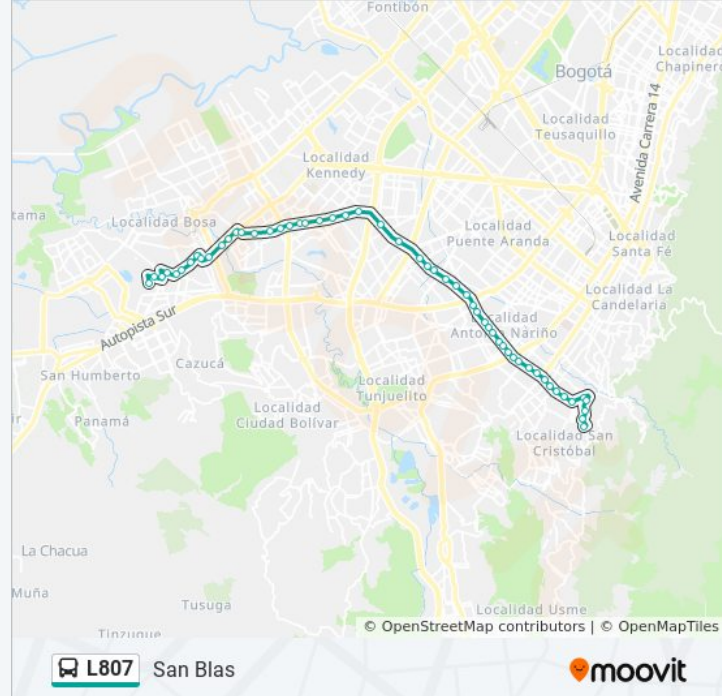 Fontibón
Localidad
Chapinero
Bogotá
Localidad
Teusaquillo
Avenida Carrera 14
Localidad
Kennedy
tama
Localidad Bosa
Localidad
Puente Aranda
Localidad
Santa Fé
Localidad La
Candelaria
Localidad
Antonio Nariño
Autopista Sur
Cazucá
San Humberto
Localidad
Tunjuelito
Localidad
Ciudad Bolívar
ir
Panamá
Localidad San
Cristóbal
La Chacua
Muña
Tusuga
Localidad Usme
Tinzuque
© OpenStreetMap contributors | © OpenMapTiles
L807 San Blas
moovit